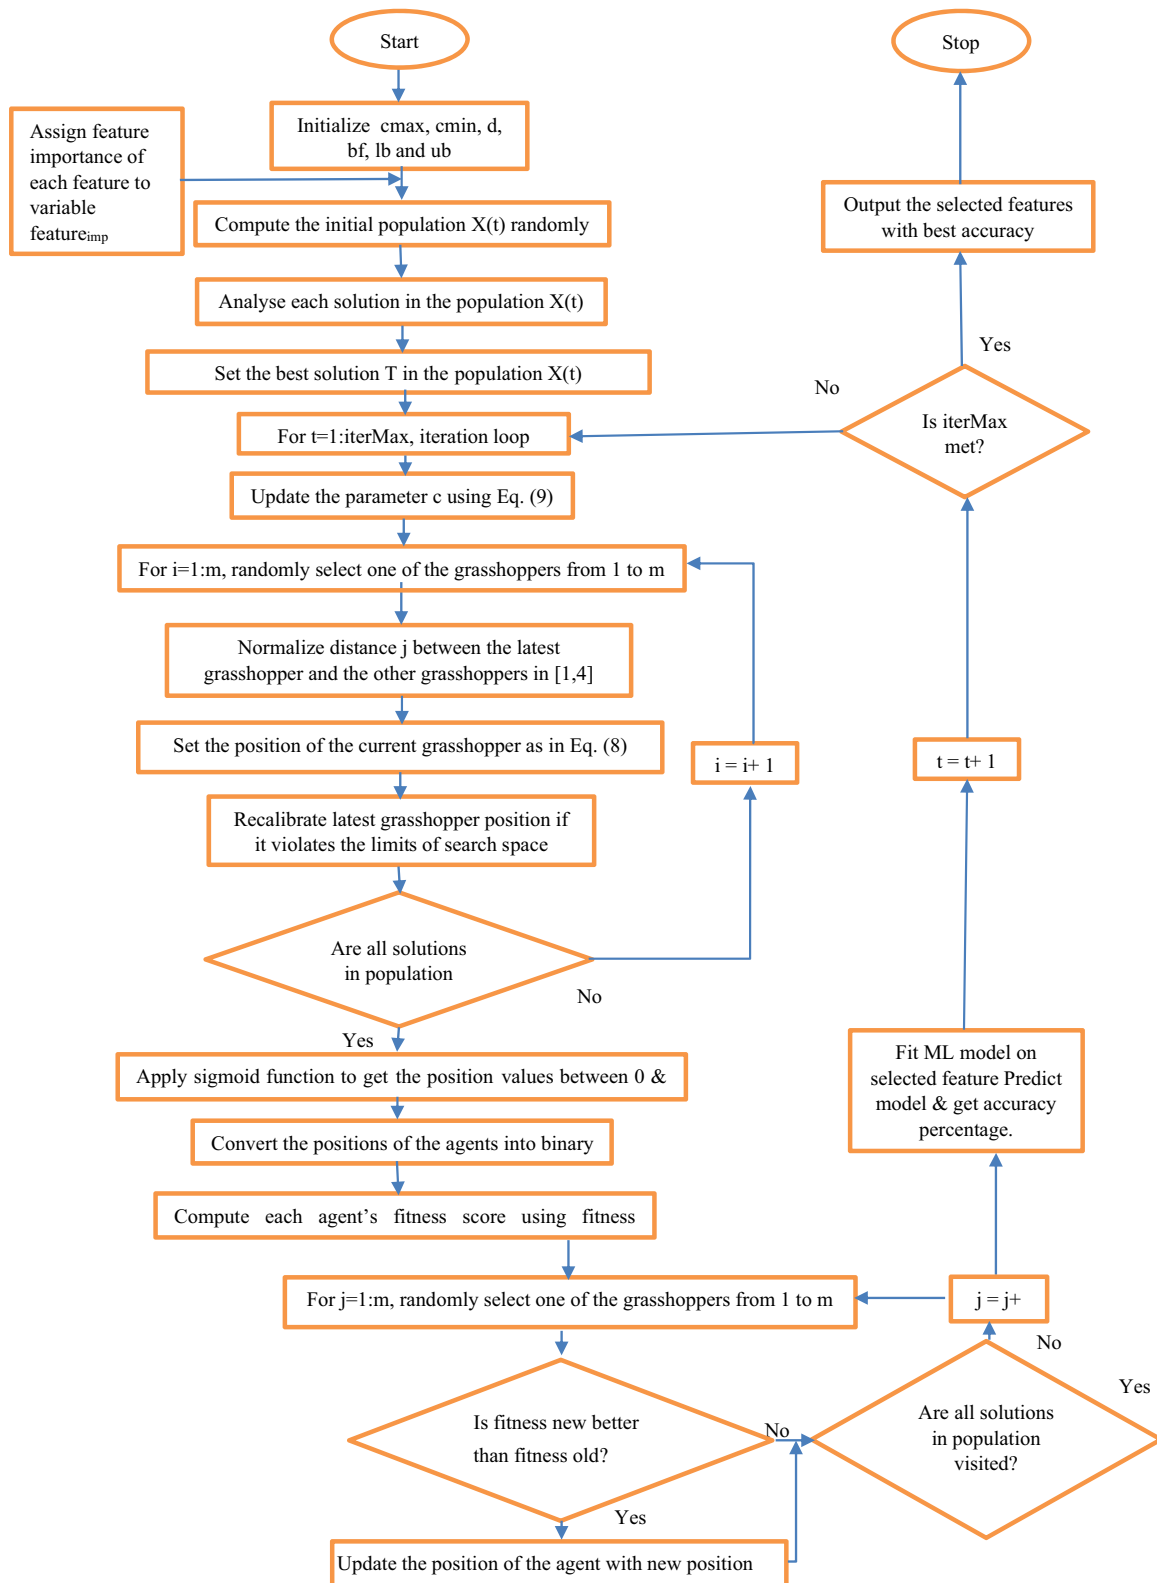 Start
Initialize cmax, cmin, d,
bf, lb and ub
Assign feature
importance of
each feature to
variable
feature_imp
Compute the initial population X(t) randomly
Analyse each solution in the population X(t)
Set the best solution T in the population X(t)
For t=1:iterMax, iteration loop
Update the parameter c using Eq. (9)
For i=1:m, randomly select one of the grasshoppers from 1 to m
Normalize distance j between the latest
grasshopper and the other grasshoppers in [1,4]
Set the position of the current grasshopper as in Eq. (8)
Recalibrate latest grasshopper position if
it violates the limits of search space
Are all solutions
in population
No
i = i+ 1
Yes
Apply sigmoid function to get the position values between 0 &
Convert the positions of the agents into binary
Compute each agent’s fitness score using fitness
For j=1:m, randomly select one of the grasshoppers from 1 to m
Is fitness new better
than fitness old?
No
Yes
Update the position of the agent with new position
Are all solutions
in population
visited?
No
Yes
j = j+
Fit ML model on
selected feature Predict
model & get accuracy
percentage.
t = t+ 1
Is iterMax
met?
No
Yes
Output the selected features
with best accuracy
Stop